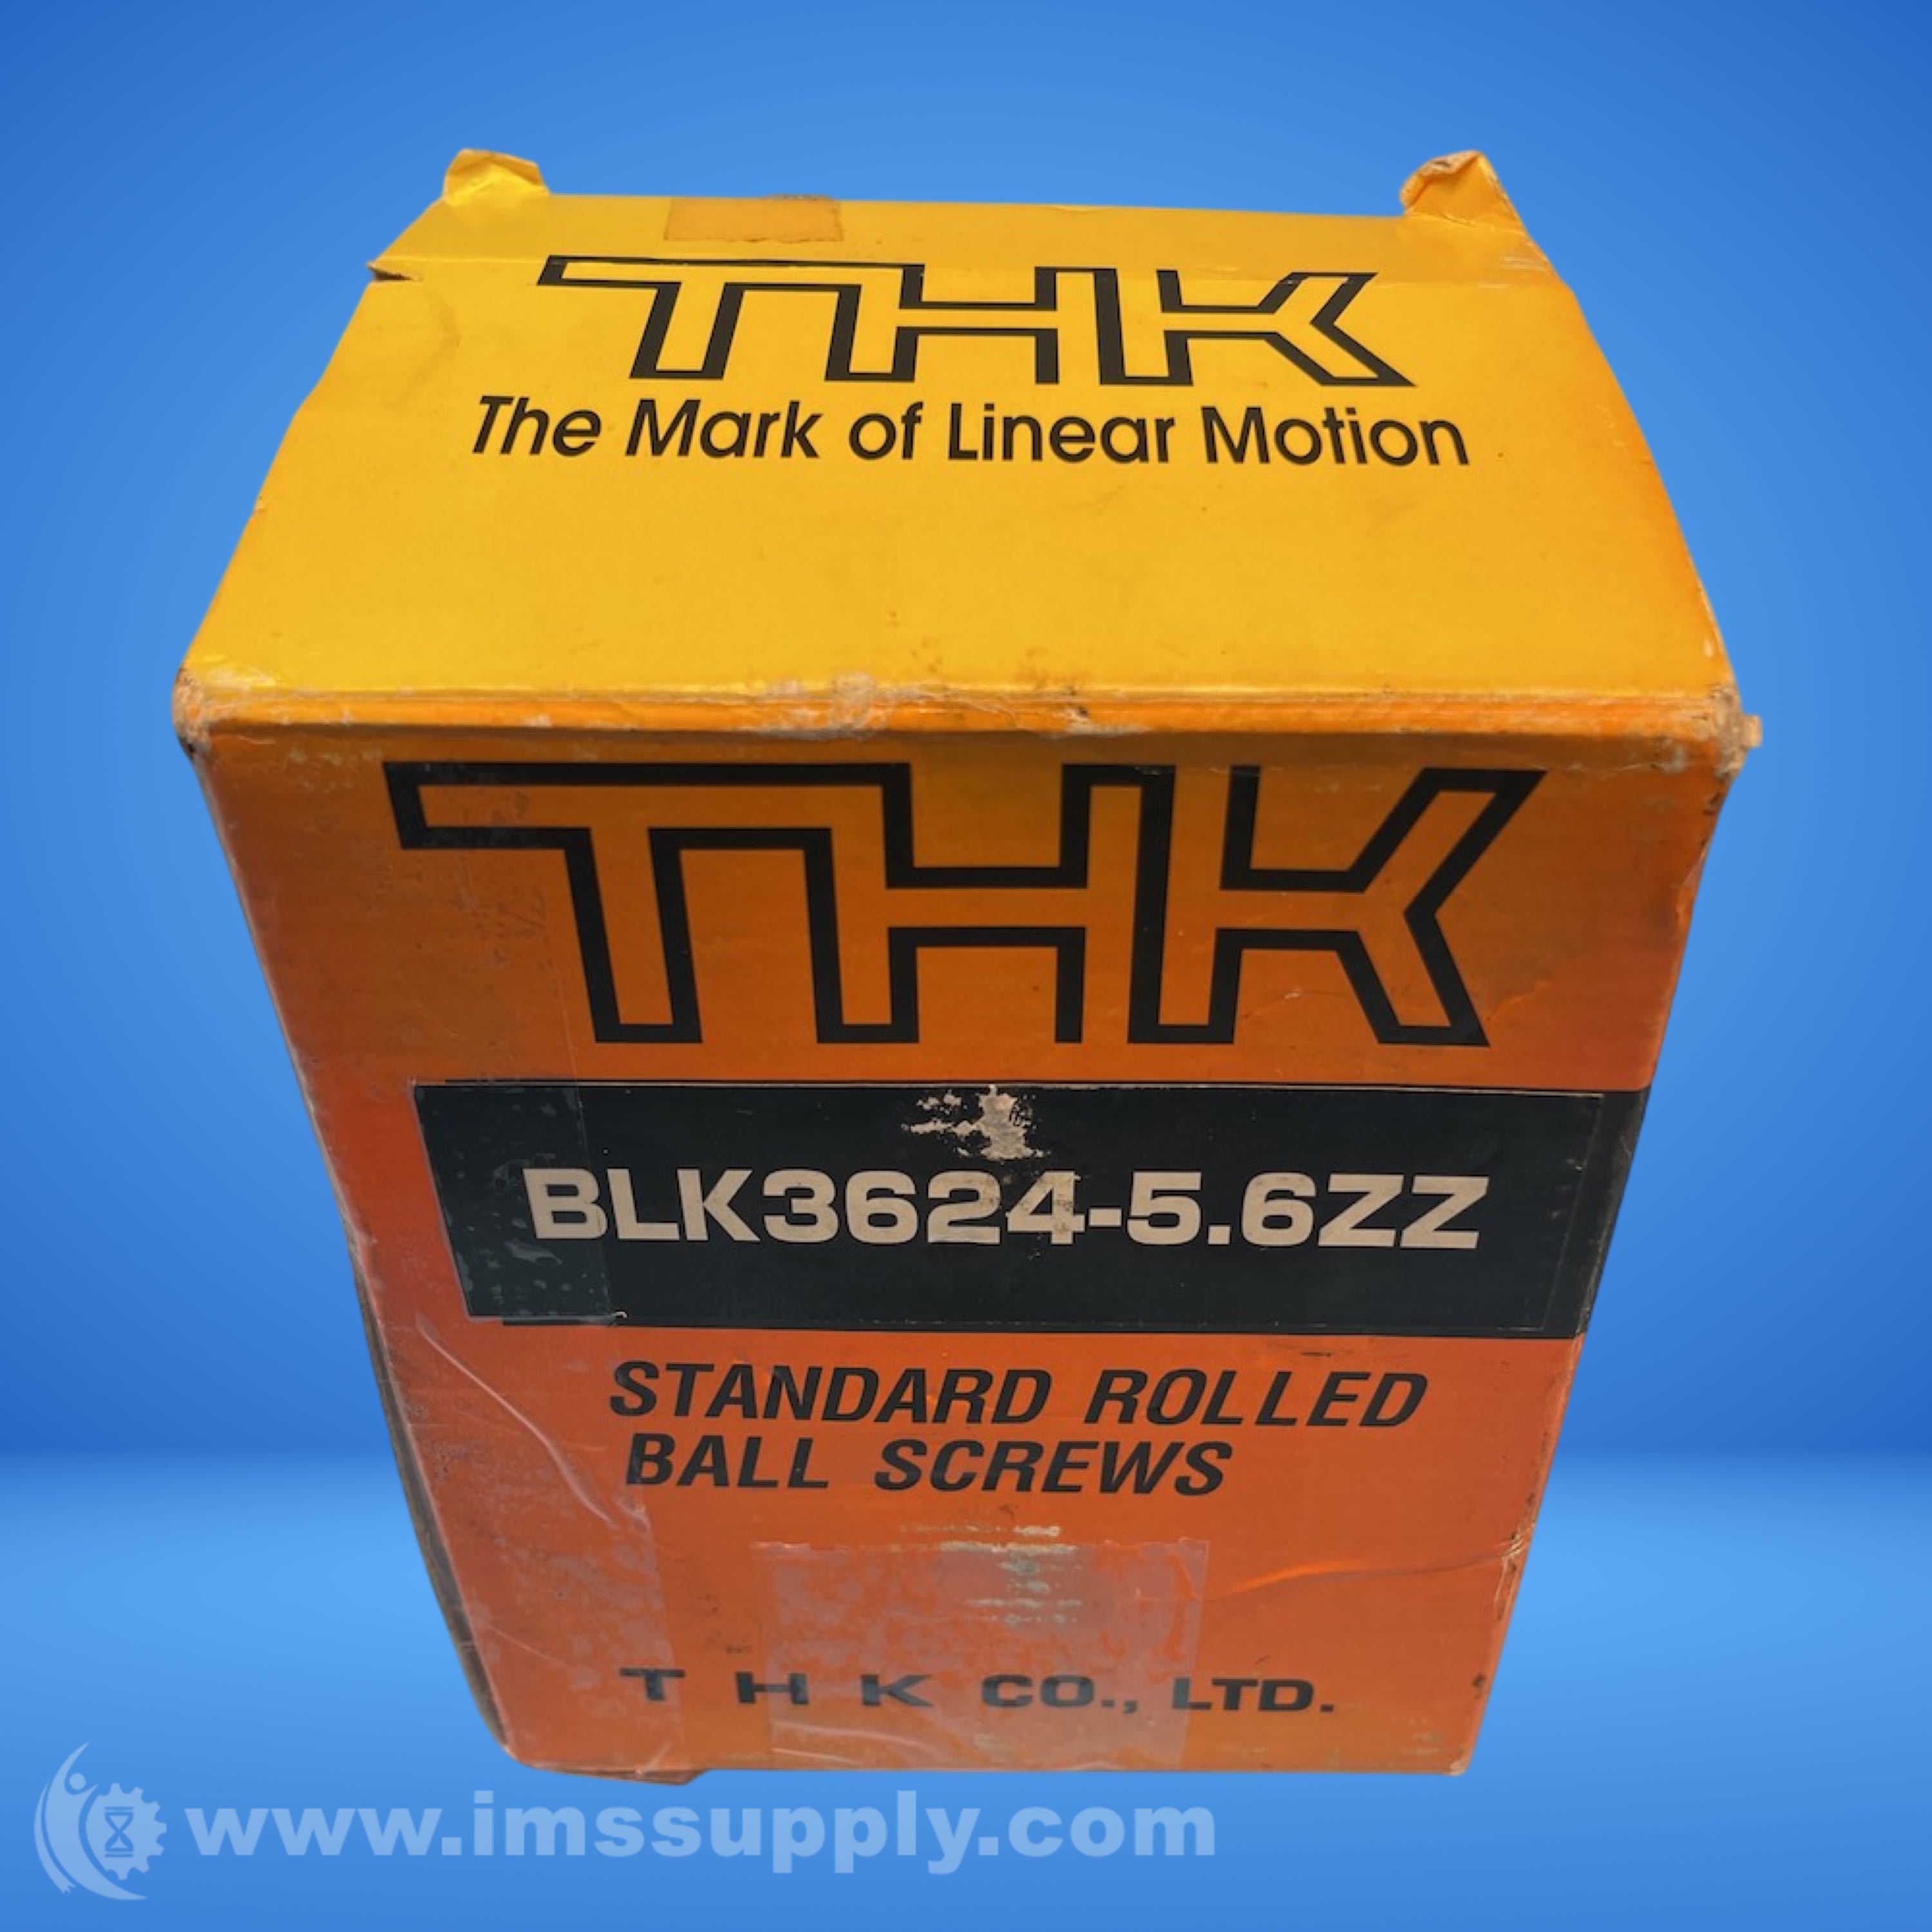 THK
The Mark of Linear Motion
THK
BLK3624-5.6ZZ
STANDARD ROLLED
BALL SCREWS
T H K CO., LTD.
www.imssupply.com